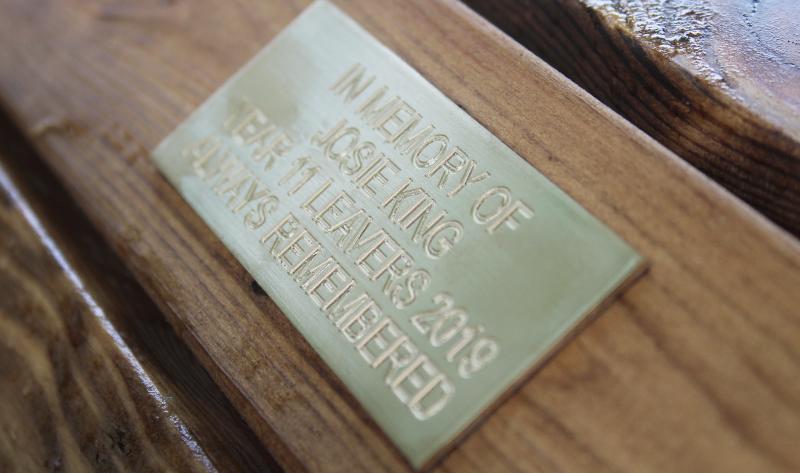 IN MEMORY OF
JOSIE KING
YEAR 11 LEAVERS 2019
ALWAYS REMEMBERED